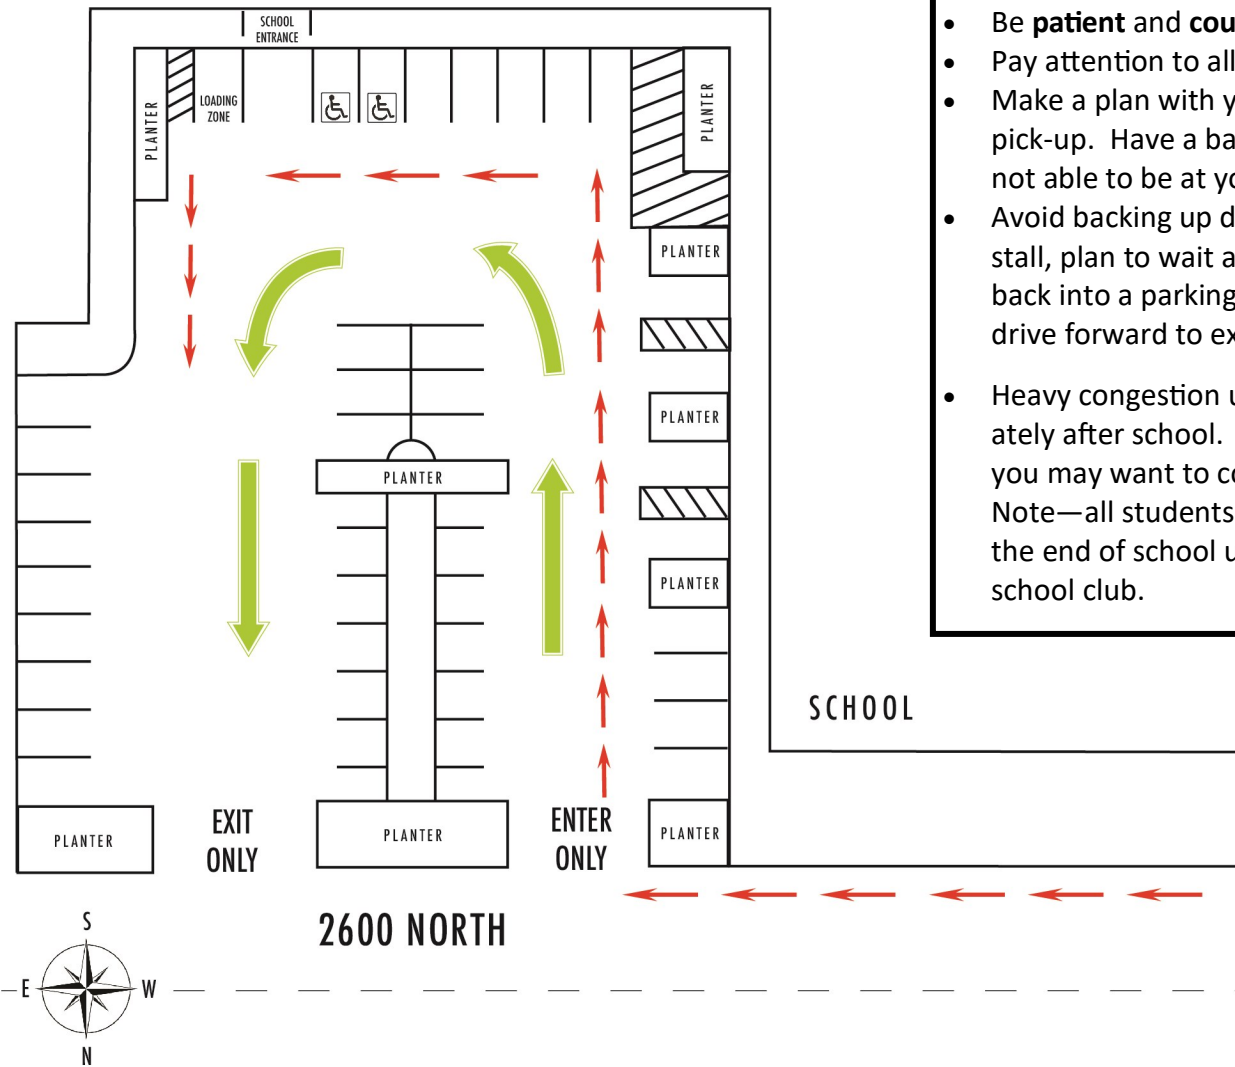 SCHOOL
ENTRANCE
LOADING
ZONE
PLANTER
PLANTER
PLANTER
PLANTER
PLANTER
PLANTER
SCHOOL
EXIT
ONLY
ENTER
ONLY
PLANTER
PLANTER
PLANTER
2600 NORTH
S
E
W
N
• Be patient and cou
• Pay attention to all
• Make a plan with y
pick-up. Have a ba
not able to be at yo
• Avoid backing up d
stall, plan to wait a
back into a parking
drive forward to ex
• Heavy congestion u
ately after school.
you may want to co
Note—all students
the end of school u
school club.